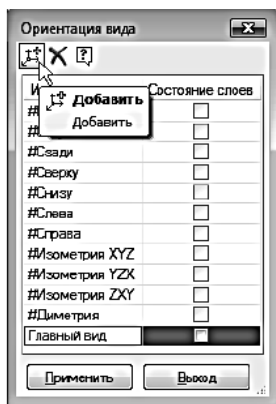 Ориентация вида
И Состояние слоев
Добавить
Добавить
#
#
#Сзади
#Сверху
#Снизу
#Слева
#Справа
#Изометрия XYZ
#Изометрия YZX
#Изометрия ZXY
#Диметрия
Главный вид
Применить Выход